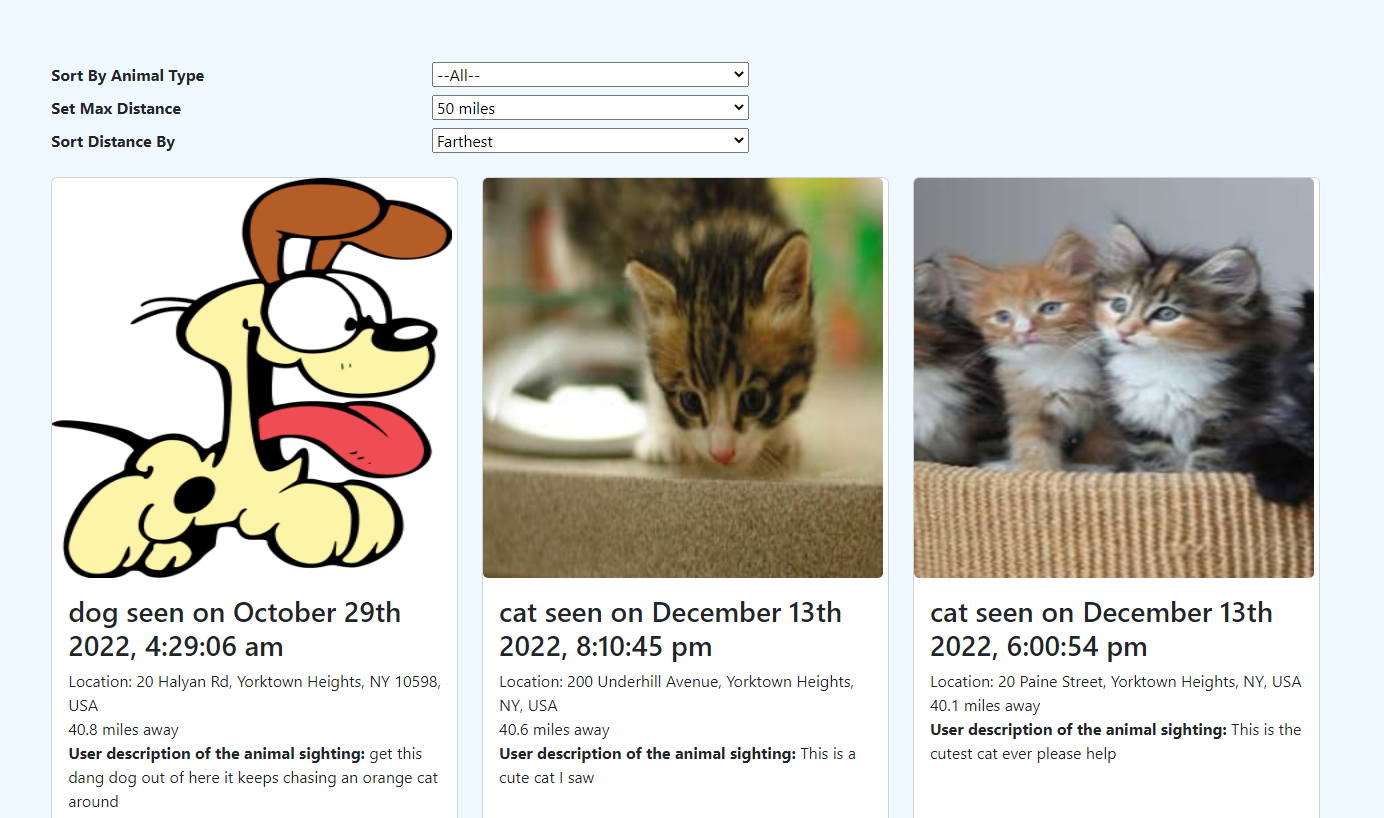 Sort By Animal Type --All--
Set Max Distance 50 miles
Sort Distance By Farthest
dog seen on October 29th
2022, 4:29:06 am
Location: 20 Halyan Rd, Yorktown Heights, NY 10598,
USA
40.8 miles away
User description of the animal sighting: get this
dang dog out of here it keeps chasing an orange cat
around
cat seen on December 13th
2022, 8:10:45 pm
Location: 200 Underhill Avenue, Yorktown Heights,
NY, USA
40.6 miles away
User description of the animal sighting: This is a
cute cat I saw
cat seen on December 13th
2022, 6:00:54 pm
Location: 20 Paine Street, Yorktown Heights, NY, USA
40.1 miles away
User description of the animal sighting: This is the
cutest cat ever please help